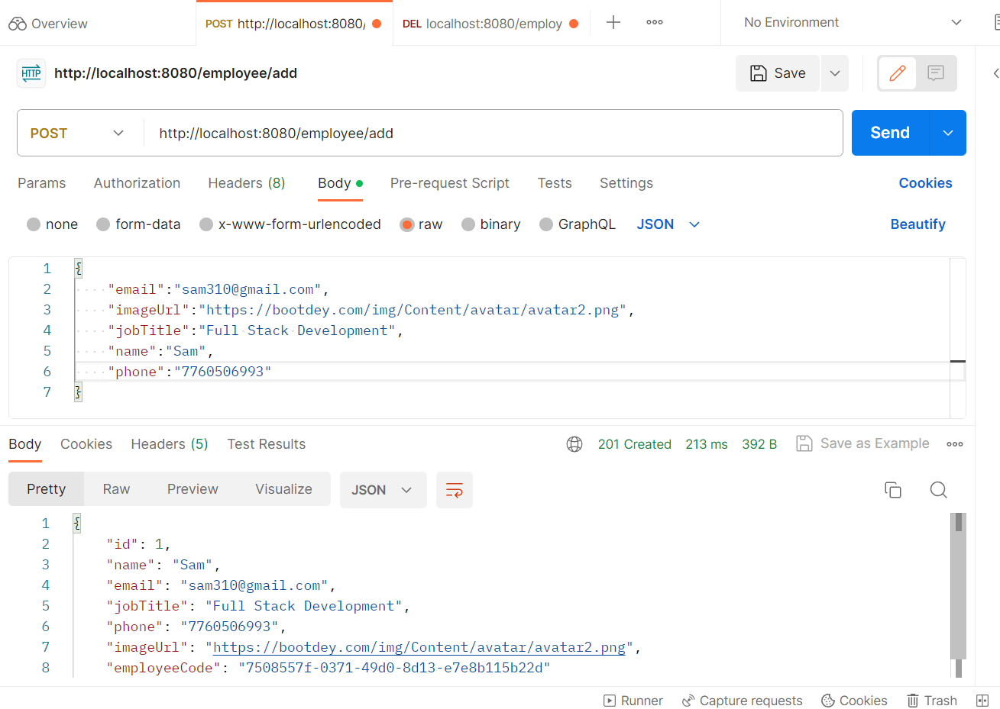 Overview
POST http://localhost:8080/
DEL localhost:8080/employ
No Environment
HTTP http://localhost:8080/employee/add
Save
POST http://localhost:8080/employee/add
Send
Params Authorization Headers (8) Body Pre-request Script Tests Settings Cookies
none form-data x-www-form-urlencoded raw binary GraphQL JSON Beautify
1 {
2 "email":"sam310@gmail.com",
3 "imageUrl":"https://bootdey.com/img/Content/avatar/avatar2.png",
4 "jobTitle":"Full Stack Development",
5 "name":"Sam",
6 "phone":"7760506993"
7 }
Body Cookies Headers (5) Test Results 201 Created 213 ms 392 B Save as Example
Pretty Raw Preview Visualize JSON
1 {
2 "id": 1,
3 "name": "Sam",
4 "email": "sam310@gmail.com",
5 "jobTitle": "Full Stack Development",
6 "phone": "7760506993",
7 "imageUrl": "https://bootdey.com/img/Content/avatar/avatar2.png",
8 "employeeCode": "7508557f-0371-49d0-8d13-e7e8b115b22d"
Runner Capture requests Cookies Trash